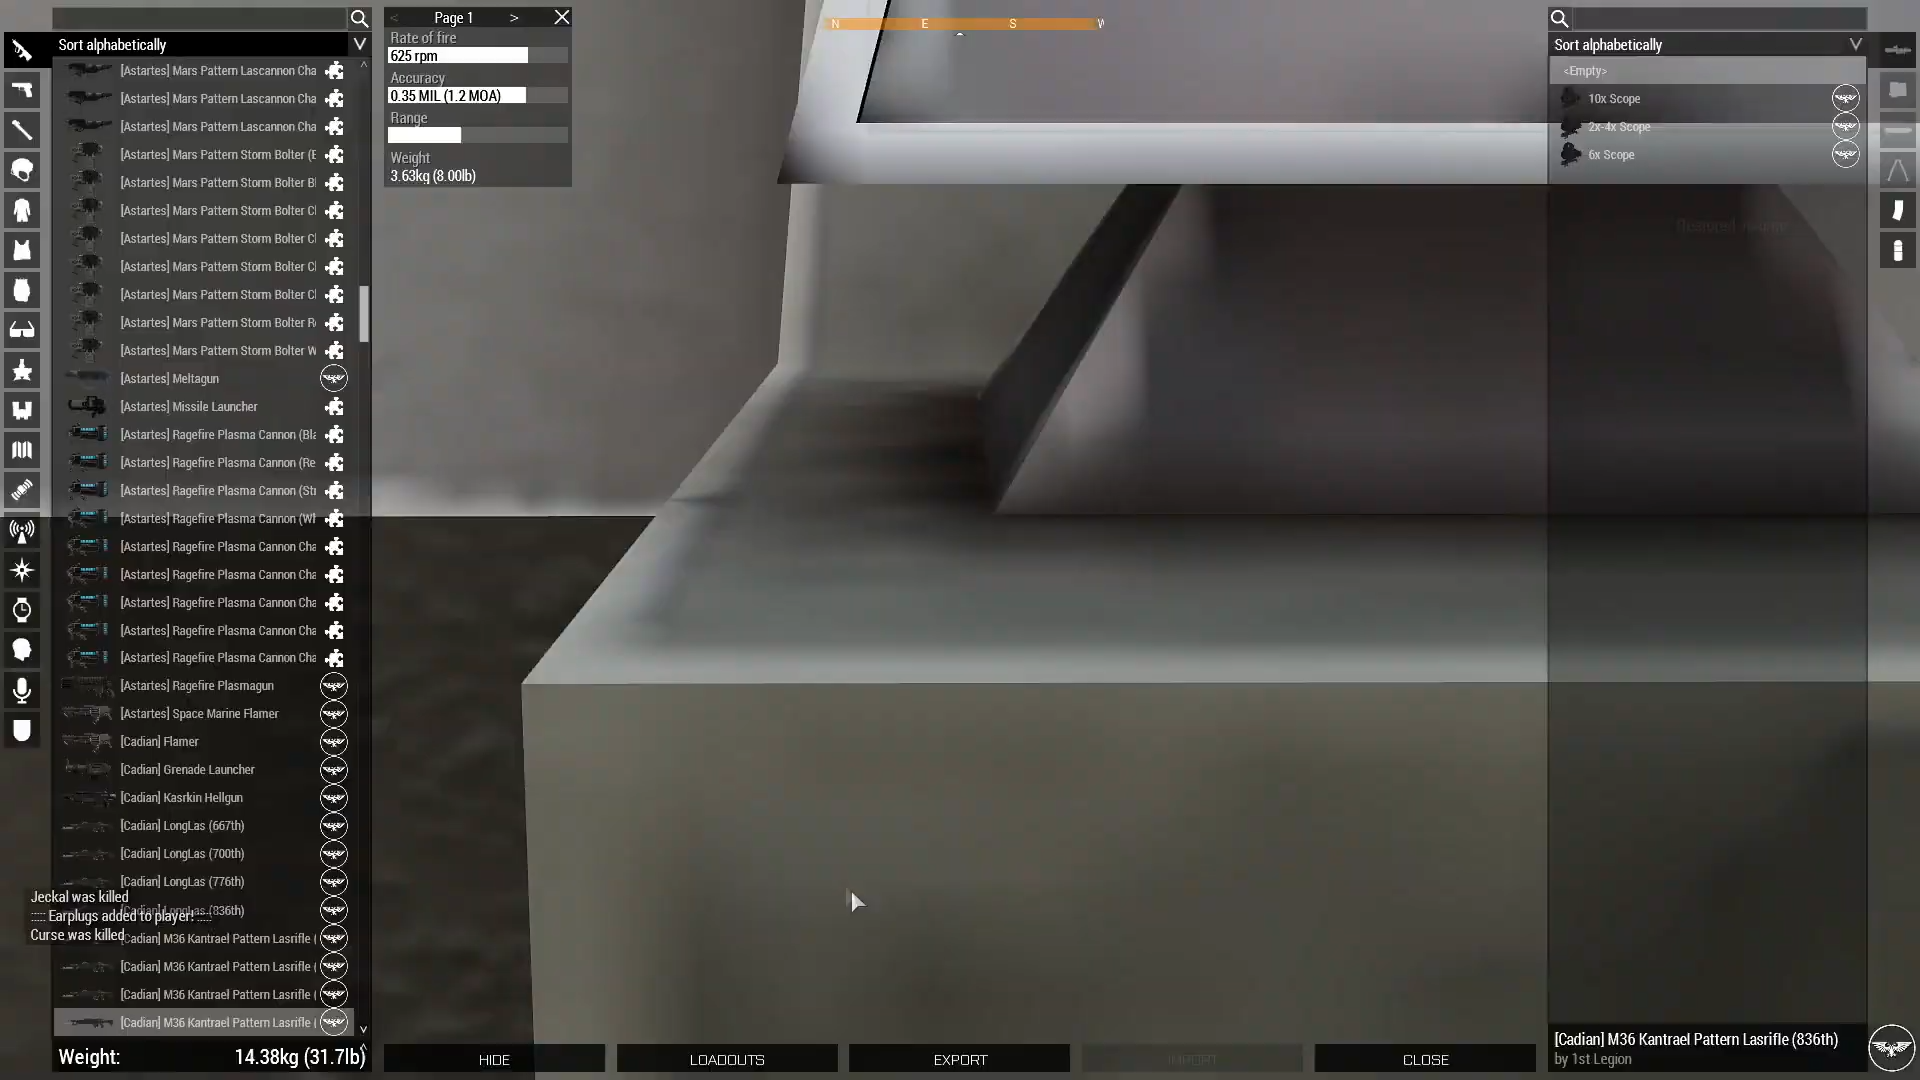 Sort alphabetically
[Astartes] Mars Pattern Lascannon Cha
[Astartes] Mars Pattern Lascannon Cha
[Astartes] Mars Pattern Lascannon Cha
[Astartes] Mars Pattern Storm Bolter (E
[Astartes] Mars Pattern Storm Bolter Bl
[Astartes] Mars Pattern Storm Bolter Cl
[Astartes] Mars Pattern Storm Bolter Cl
[Astartes] Mars Pattern Storm Bolter Cl
[Astartes] Mars Pattern Storm Bolter Cl
[Astartes] Mars Pattern Storm Bolter R
[Astartes] Mars Pattern Storm Bolter W
[Astartes] Meltagun
[Astartes] Missile Launcher
[Astartes] Ragefire Plasma Cannon (Bla
[Astartes] Ragefire Plasma Cannon (Re
[Astartes] Ragefire Plasma Cannon (Str
[Astartes] Ragefire Plasma Cannon (Wl
[Astartes] Ragefire Plasma Cannon Cha
[Astartes] Ragefire Plasma Cannon Cha
[Astartes] Ragefire Plasma Cannon Cha
[Astartes] Ragefire Plasma Cannon Cha
[Astartes] Ragefire Plasma Cannon Cha
[Astartes] Ragefire Plasmagun
[Astartes] Space Marine Flamer
[Cadian] Flamer
[Cadian] Grenade Launcher
[Cadian] Kasrkin Hellgun
[Cadian] LongLas (667th)
[Cadian] LongLas (700th)
[Cadian] LongLas (776th)
Jeckal was killed
[Cadian] LongLas (836th)
::::: Earplugs added to player! :::::
Curse was killed
[Cadian] M36 Kantrael Pattern Lasrifle (
[Cadian] M36 Kantrael Pattern Lasrifle (
[Cadian] M36 Kantrael Pattern Lasrifle (
[Cadian] M36 Kantrael Pattern Lasrifle (
Weight: 14.38kg (31.7lb)
< Page 1 >
Rate of fire
625 rpm
Accuracy
0.35 MIL (1.2 MOA)
Range
Weight
3.63kg (8.00lb)
N E S W
Sort alphabetically
<Empty>
10x Scope
2x-4x Scope
6x Scope
HIDE LOADOUTS EXPORT IMPORT CLOSE
[Cadian] M36 Kantrael Pattern Lasrifle (836th)
by 1st Legion